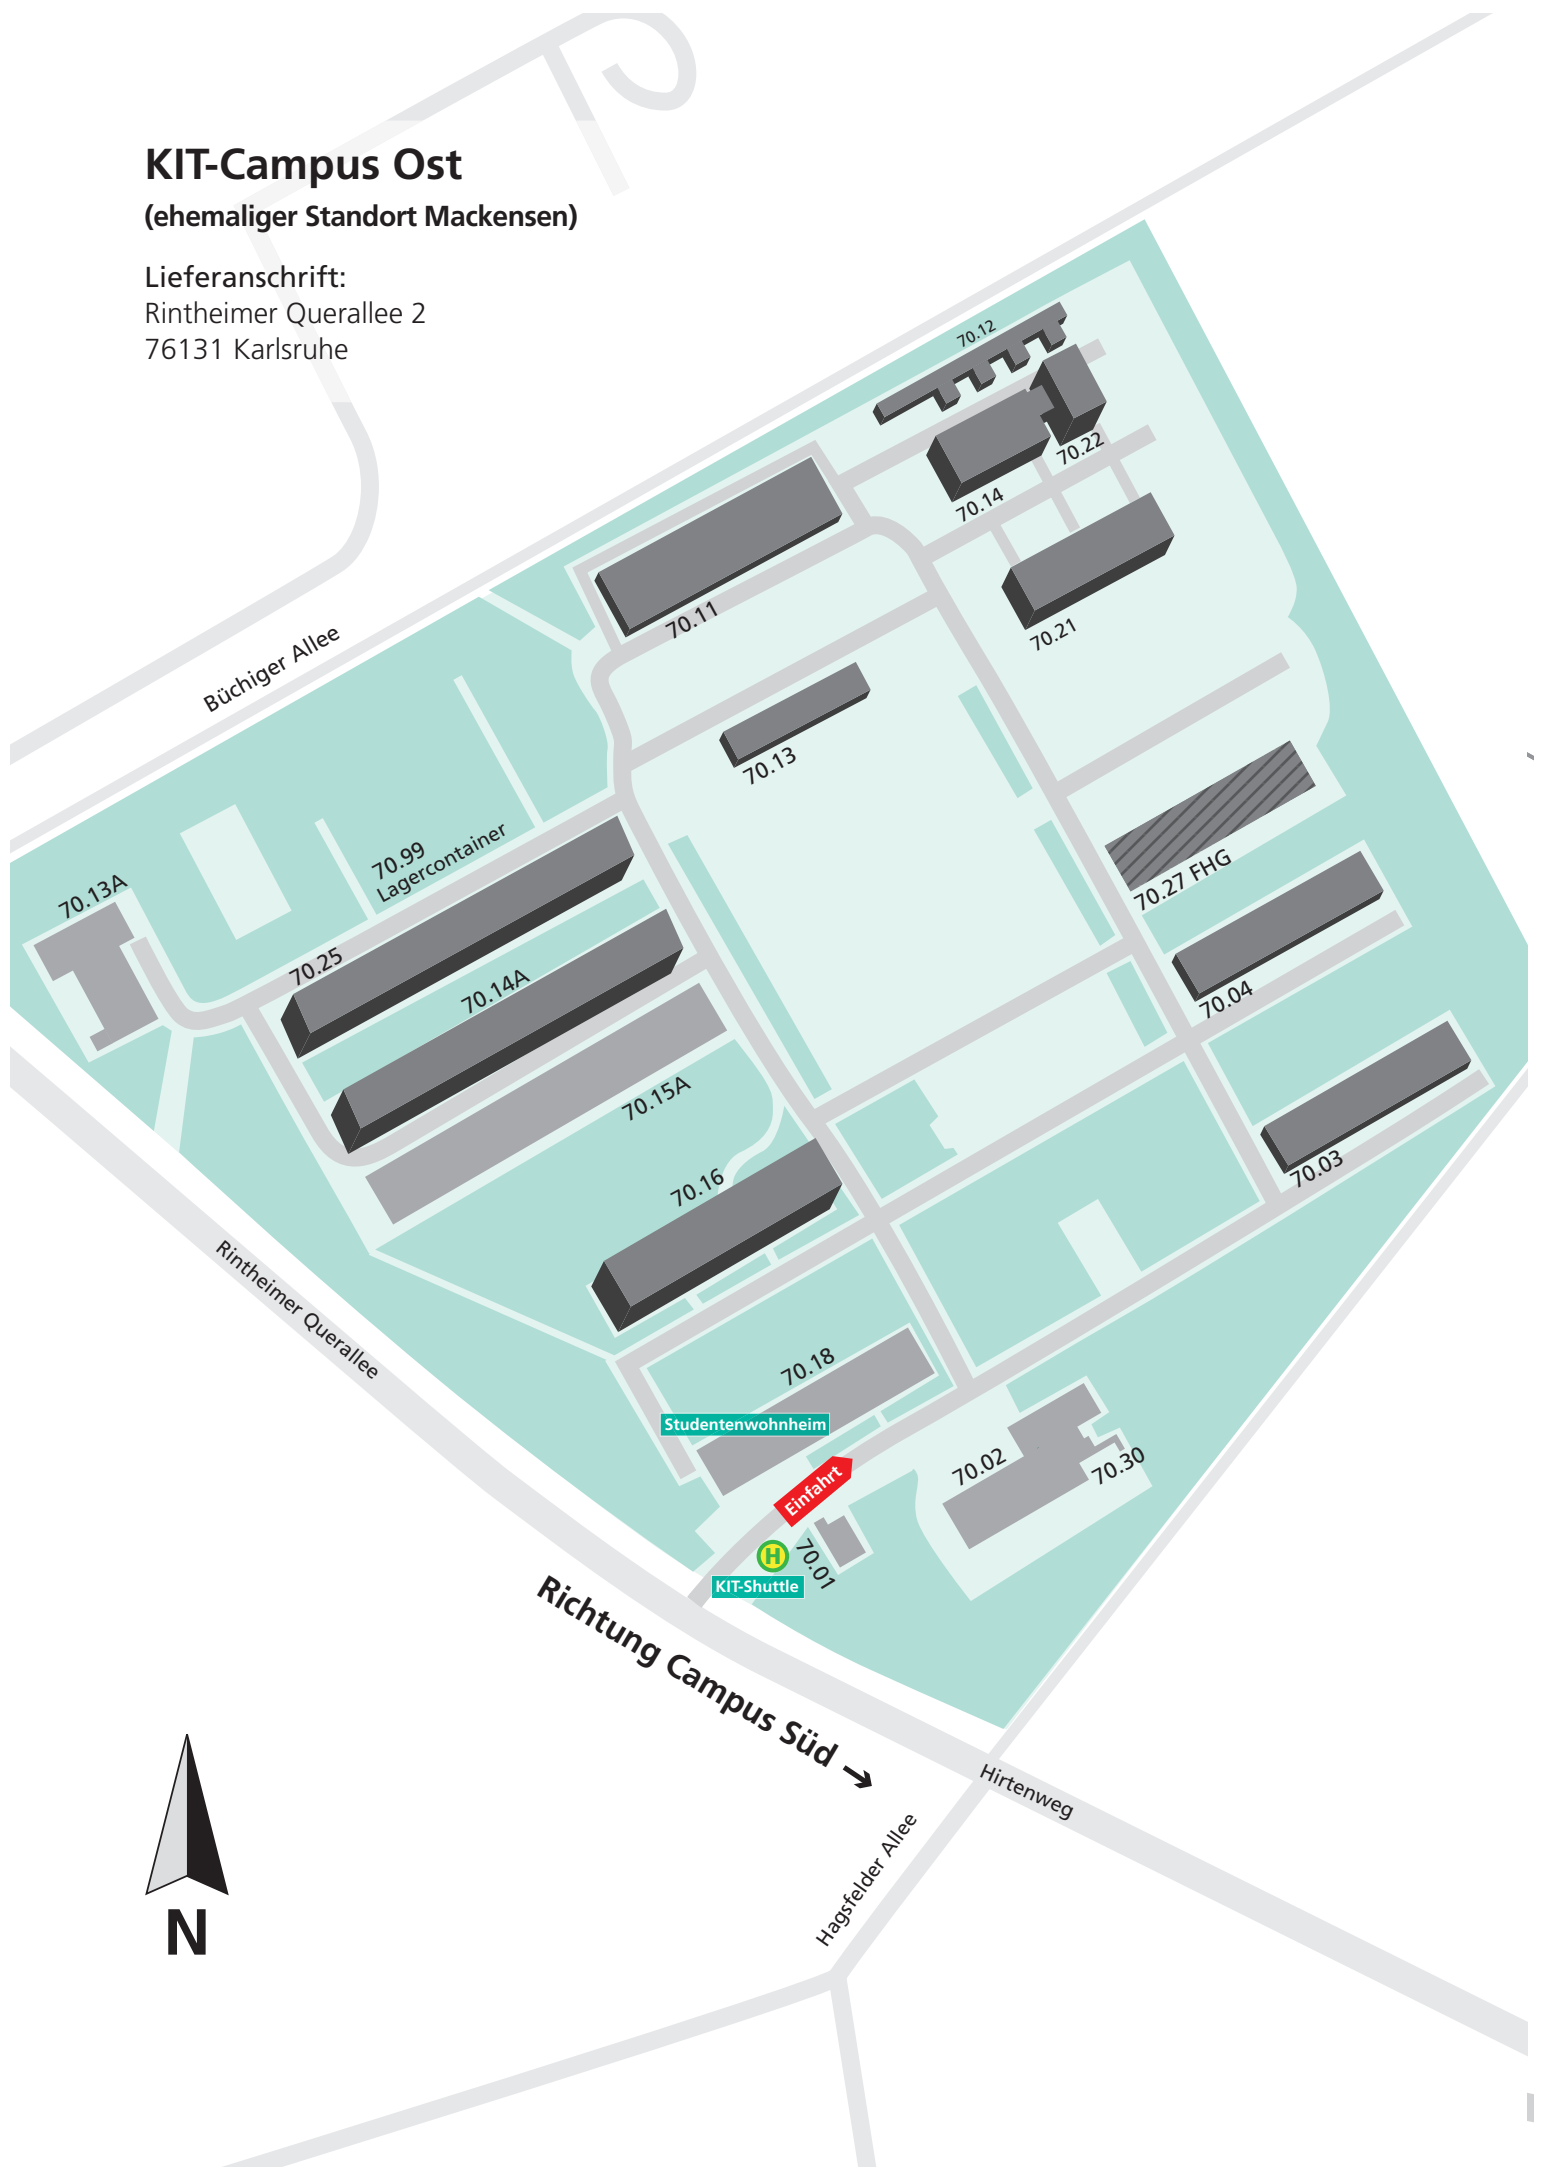 KIT-Campus Ost
(ehemaliger Standort Mackensen)
Lieferanschrift:
Rintheimer Querallee 2
76131 Karlsruhe
70.12
70.22
70.14
70.11
70.21
Büchiger Allee
70.13
70.99
Lagercontainer
70.27 FHG
70.13A
70.25
70.14A
70.04
70.15A
70.03
70.16
Rintheimer Querallee
70.18
Studentenwohnheim
70.02
70.30
Einfahrt
H
70.01
KIT-Shuttle
Richtung Campus Süd →
Hirtenweg
Hagsfelder Allee
N